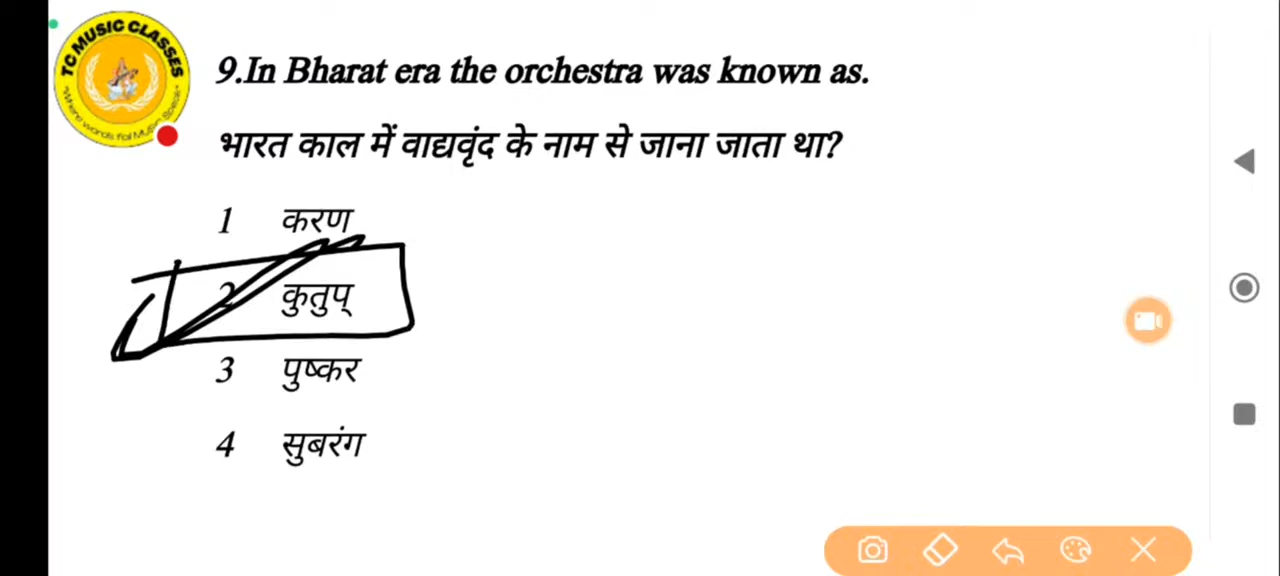 TC MUSIC CLASSES
9.In Bharat era the orchestra was known as.
भारत काल में वाद्यवृंद के नाम से जाना जाता था?
1 करण
2 कुतुप्
3 पुष्कर
4 सुबरंग